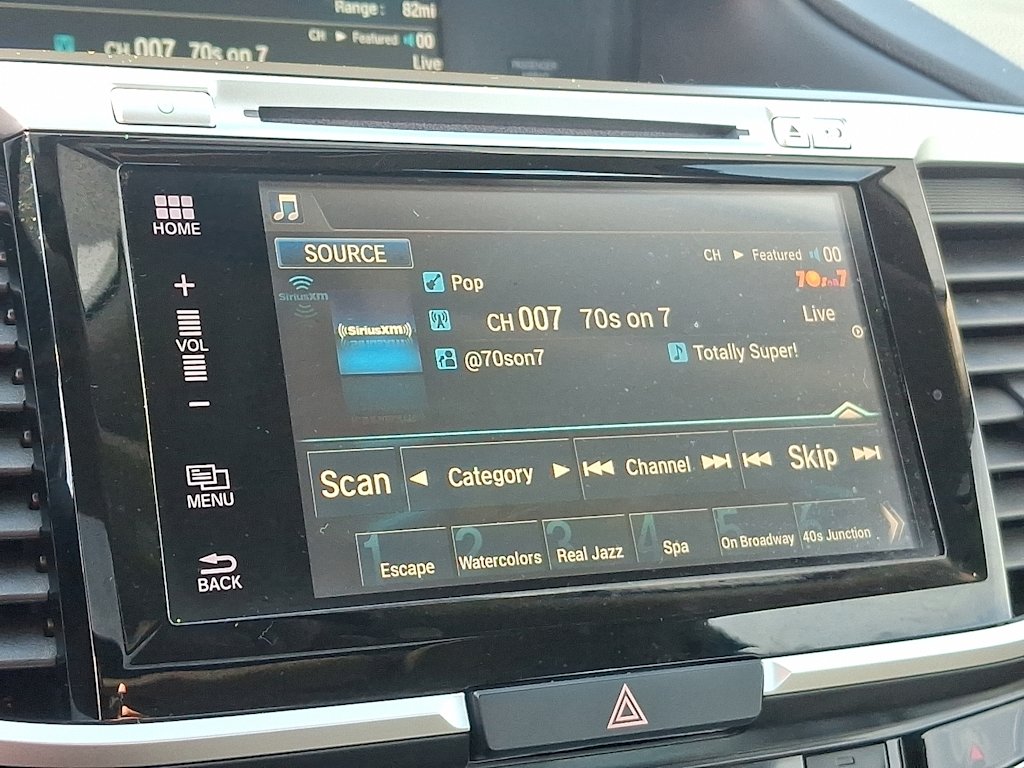 Range: 82mi
CH ▶ Featured 00
CH 007 70s on 7
Live
HOME
+
VOL
−
MENU
BACK
SOURCE
CH ▶ Featured 00
SiriusXM
Pop
70s on 7
((SiriusXM))
CH 007 70s on 7
Live
@70son7
Totally Super!
Scan
Category
Channel
Skip
1 Escape
2 Watercolors
3 Real Jazz
4 Spa
5 On Broadway
6 40s Junction